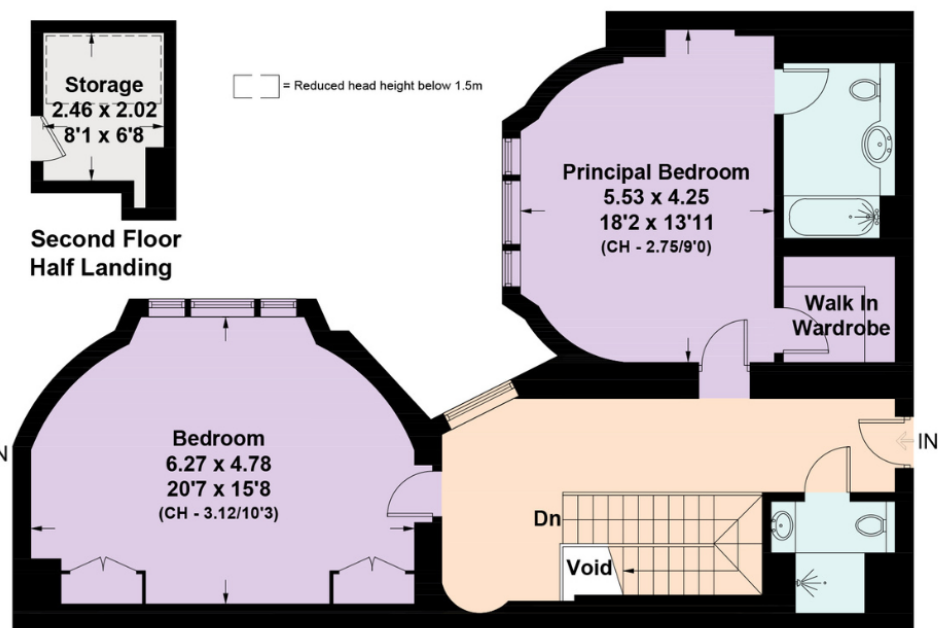 Storage
2.46 x 2.02
8'1 x 6'8
Second Floor
Half Landing
= Reduced head height below 1.5m
Principal Bedroom
5.53 x 4.25
18'2 x 13'11
(CH - 2.75/9'0)
Walk In
Wardrobe
Bedroom
6.27 x 4.78
20'7 x 15'8
(CH - 3.12/10'3)
N
IN
Dn
Void